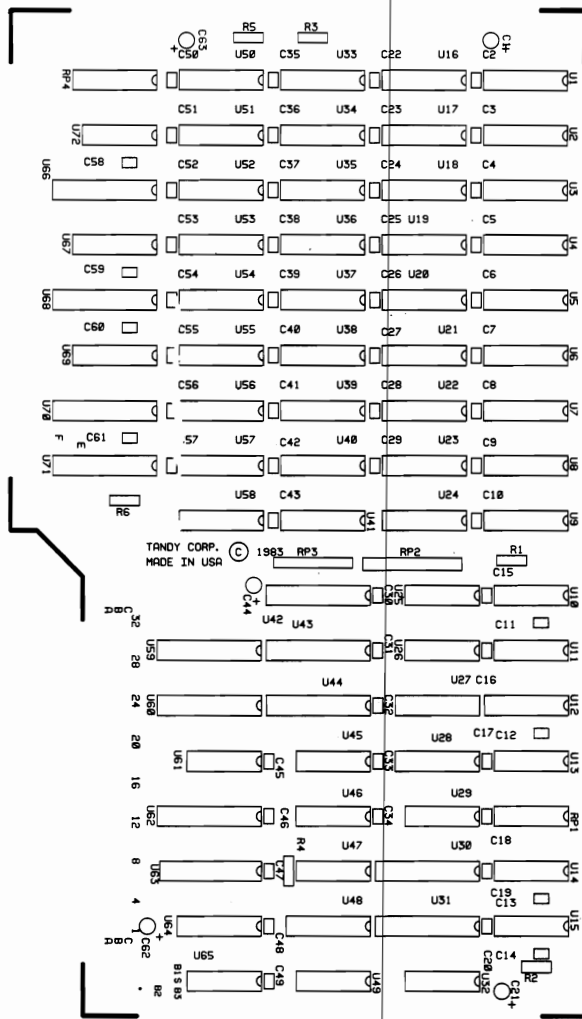 C63 R5 R3 C1
C50 U50 C35 U33 C22 U16 C2
RP4 U1
C51 U51 C36 U34 C23 U17 C3
U72 U2
C58 C52 U52 C37 U35 C24 U18 C4
U66 U3
C53 U53 C38 U36 C25 U19 C5
U67 U4
C59 C54 U54 C39 U37 C26 U20 C6
U68 U5
C60 C55 U55 C40 U38 C27 U21 C7
U69 U6
C56 U56 C41 U39 C28 U22 C8
U70 U7
F E C61 .57 U57 C42 U40 C29 U23 C9
U71 U8
R6 U58 C43 U41 U24 C10 U9
TANDY CORP. © 1983 RP3 RP2 R1
MADE IN USA
C15
C44 C30 U25 U10
A B C 32 U42 U43 C11
28 U59 C31 U26 U11
U44 U27 C16
24 U60 C32 U12
20 U45 U28 C17 C12
U61 C45 C33 U13
16 U46 U29
12 U62 C46 C34 RP1
R4 C18
8 U63 C47 U47 U30 U14
4 C19
C13
U48 U31
A B C 1 C62 U64 C48 U15
U65 C14
B1 S B3 C49 U49 C20 U32 R2
B2 C21